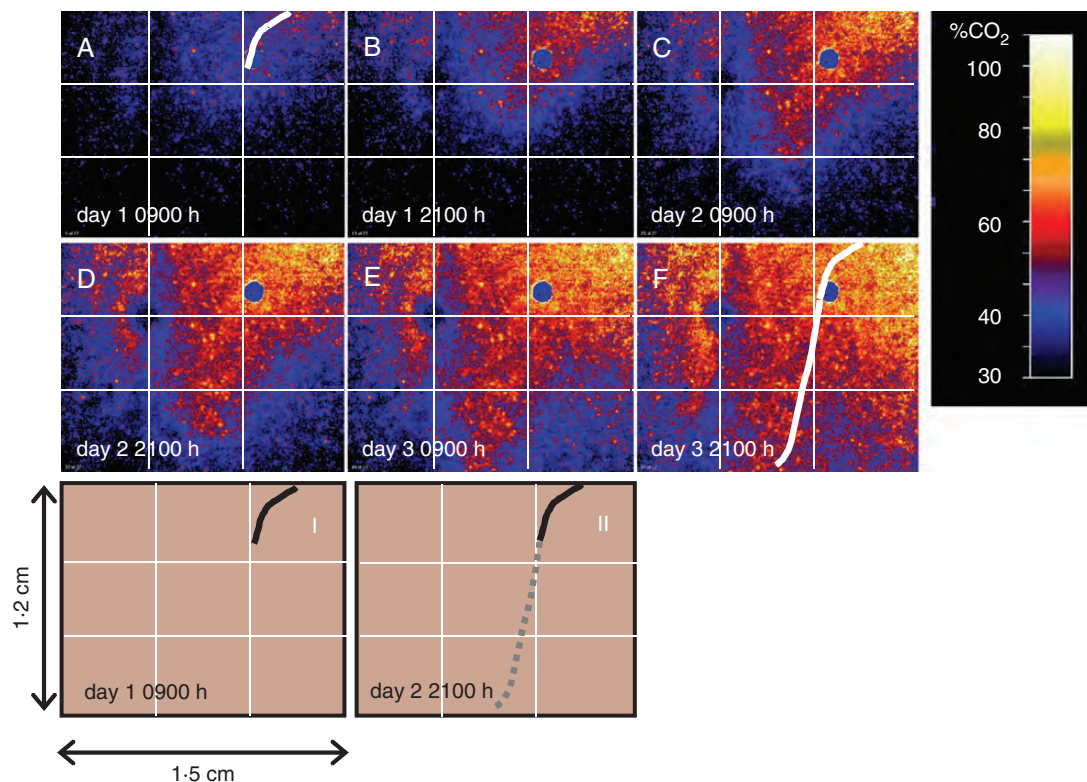 A
B
C
%CO₂
100
80
60
40
30
day 1 0900 h
day 1 2100 h
day 2 0900 h
D
E
F
day 2 2100 h
day 3 0900 h
day 3 2100 h
I
II
1·2 cm
day 1 0900 h
day 2 2100 h
1·5 cm